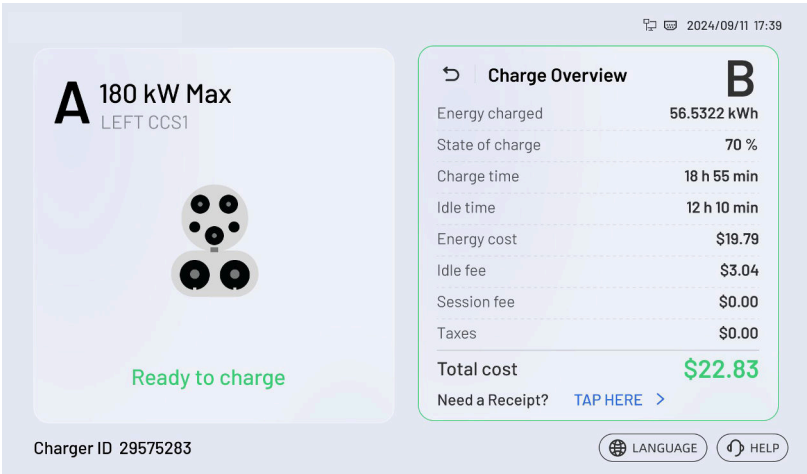 2024/09/11 17:39
A 180 kW Max
LEFT CCS1
Ready to charge
Charge Overview B
Energy charged 56.5322 kWh
State of charge 70 %
Charge time 18 h 55 min
Idle time 12 h 10 min
Energy cost $19.79
Idle fee $3.04
Session fee $0.00
Taxes $0.00
Total cost $22.83
Need a Receipt? TAP HERE >
Charger ID 29575283
LANGUAGE
HELP